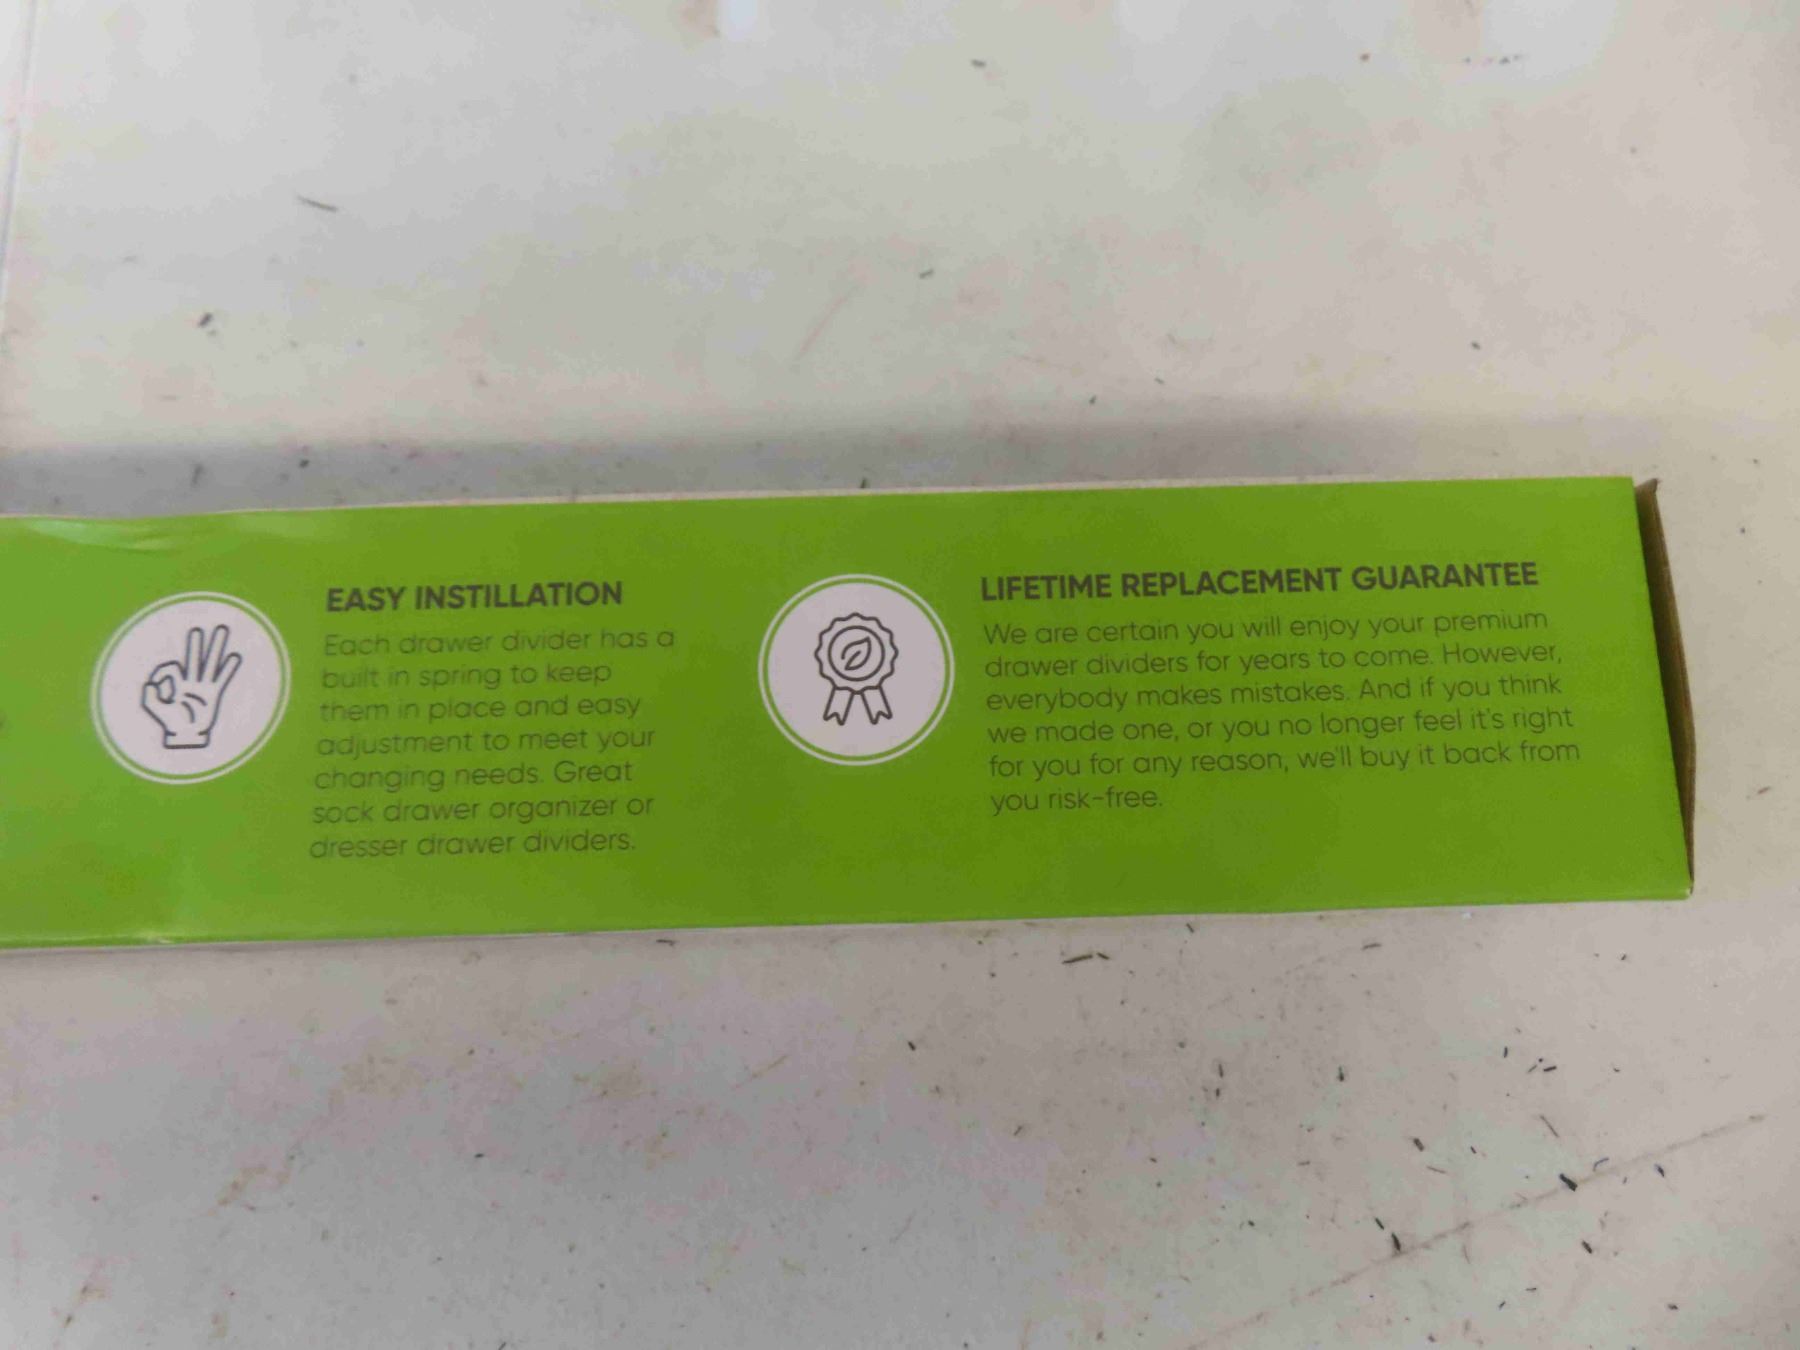 EASY INSTILLATION
Each drawer divider has a
built in spring to keep
them in place and easy
adjustment to meet your
changing needs. Great
sock drawer organizer or
dresser drawer dividers.
LIFETIME REPLACEMENT GUARANTEE
We are certain you will enjoy your premium
drawer dividers for years to come. However,
everybody makes mistakes. And if you think
we made one, or you no longer feel it's right
for you for any reason, we'll buy it back from
you risk-free.